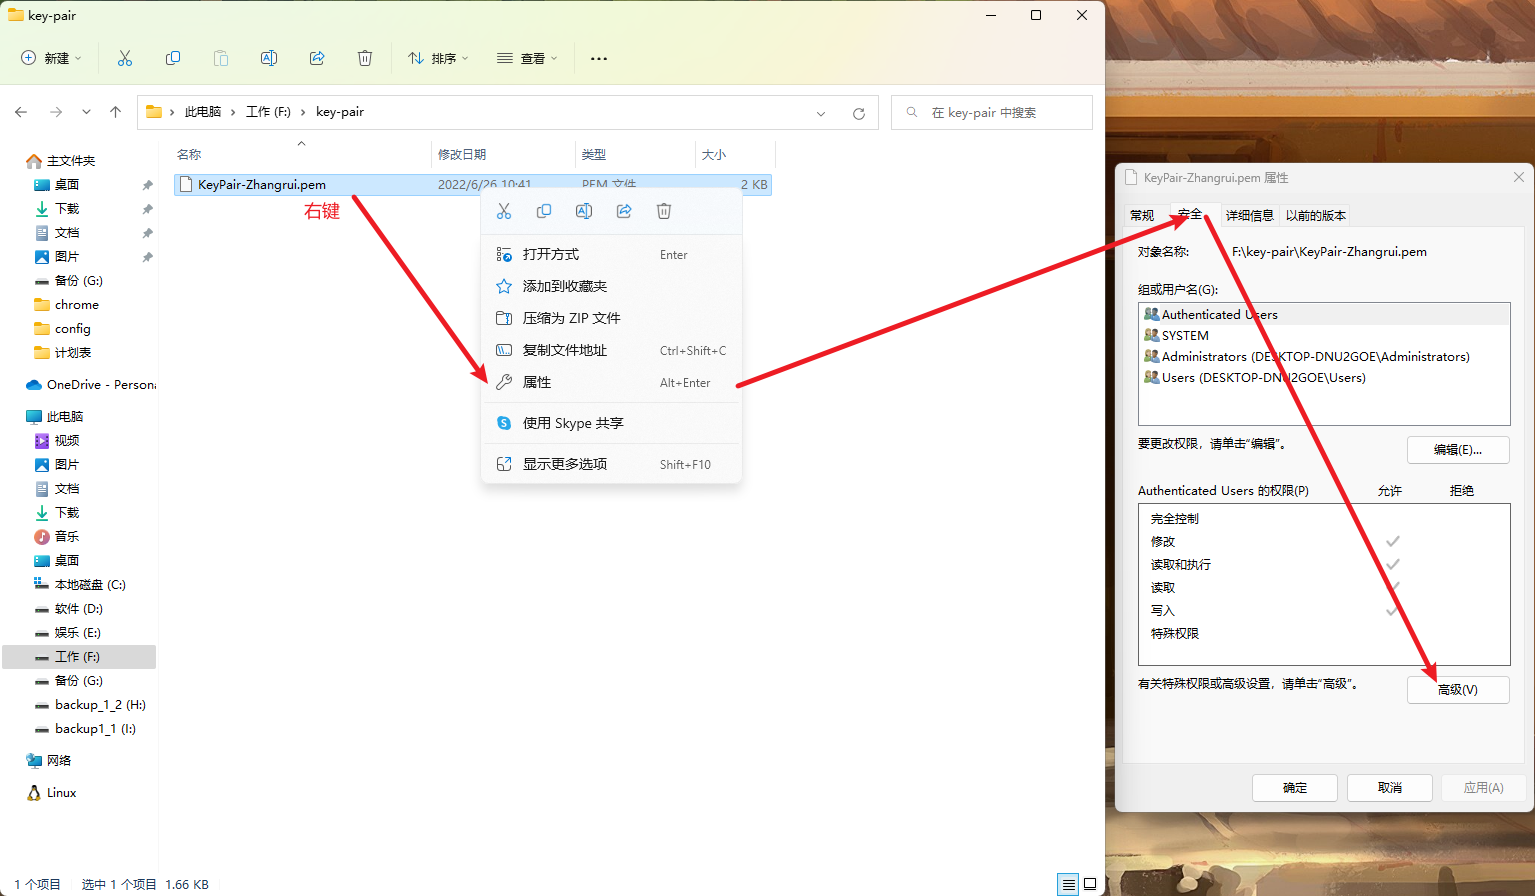 key-pair
新建
排序
查看
此电脑
工作 (F:)
key-pair
在 key-pair 中搜索
名称
修改日期
类型
大小
KeyPair-Zhangrui.pem
2022/6/26 10:41
PEM 文件
2 KB
右键
打开方式 Enter
添加到收藏夹
压缩为 ZIP 文件
复制文件地址 Ctrl+Shift+C
属性 Alt+Enter
使用 Skype 共享
显示更多选项 Shift+F10
主文件夹
桌面
下载
文档
图片
备份 (G:)
chrome
config
计划表
OneDrive - Persona
此电脑
视频
图片
文档
下载
音乐
桌面
本地磁盘 (C:)
软件 (D:)
娱乐 (E:)
工作 (F:)
备份 (G:)
backup_1_2 (H:)
backup1_1 (I:)
网络
Linux
1 个项目
选中 1 个项目 1.66 KB
KeyPair-Zhangrui.pem 属性
常规
安全
详细信息
以前的版本
对象名称:
F:\key-pair\KeyPair-Zhangrui.pem
组或用户名(G):
Authenticated Users
SYSTEM
Administrators (DESKTOP-DNU2GOE\Administrators)
Users (DESKTOP-DNU2GOE\Users)
要更改权限，请单击“编辑”。
编辑(E)...
Authenticated Users 的权限(P)
允许
拒绝
完全控制
修改
读取和执行
读取
写入
特殊权限
有关特殊权限或高级设置，请单击“高级”。
高级(V)
确定
取消
应用(A)